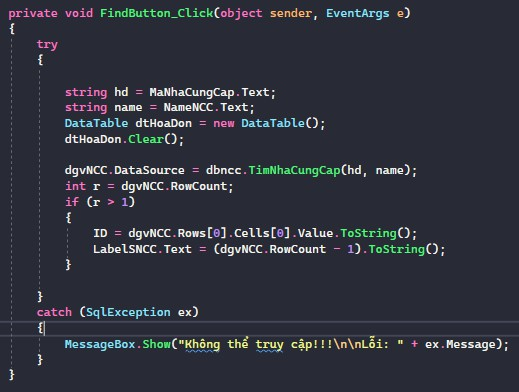 private void FindButton_Click(object sender, EventArgs e)
{
try
{
string hd = MaNhaCungCap.Text;
string name = NameNCC.Text;
DataTable dtHoaDon = new DataTable();
dtHoaDon.Clear();
dgvNCC.DataSource = dbncc.TimNhaCungCap(hd, name);
int r = dgvNCC.RowCount;
if (r > 1)
{
ID = dgvNCC.Rows[0].Cells[0].Value.ToString();
LabelSNCC.Text = (dgvNCC.RowCount - 1).ToString();
}
}
catch (SqlException ex)
{
MessageBox.Show("Không thể truy cập!!!\n\nLỗi: " + ex.Message);
}
}